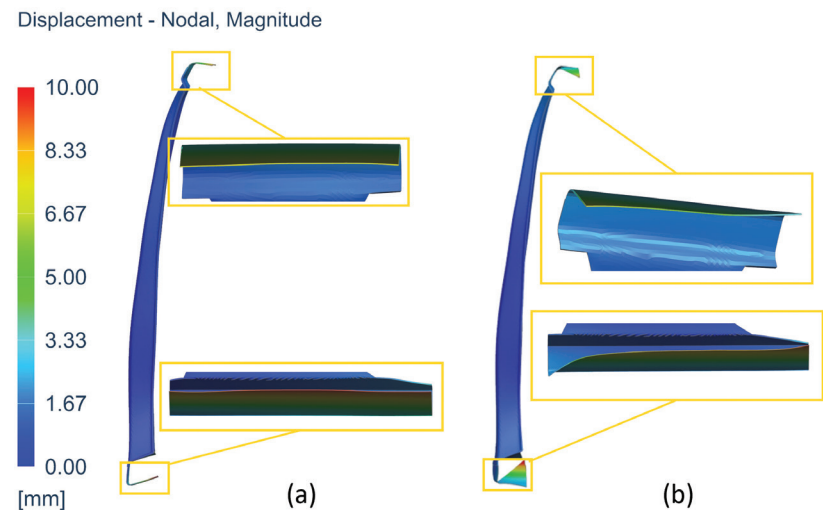 Displacement - Nodal, Magnitude
10.00
8.33
6.67
5.00
3.33
1.67
0.00
[mm]
(a)
(b)